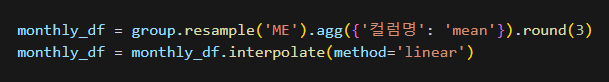 monthly_df = group.resample('ME').agg({'컬럼명': 'mean'}).round(3)
monthly_df = monthly_df.interpolate(method='linear')